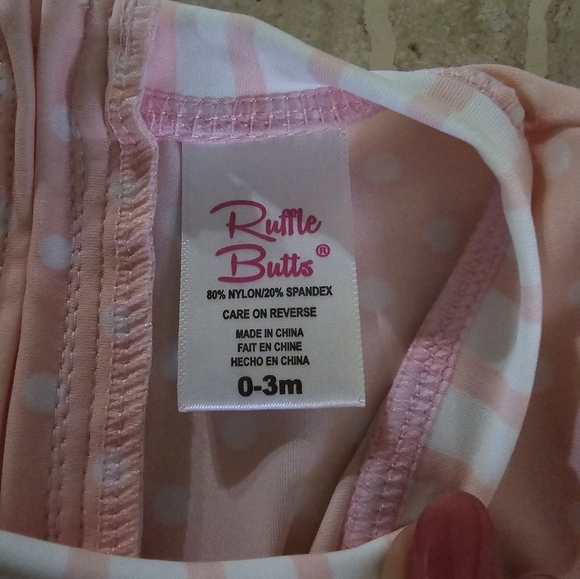 Ruffle
Butts®
80% NYLON/20% SPANDEX
CARE ON REVERSE
MADE IN CHINA
FAIT EN CHINE
HECHO EN CHINA
0-3m